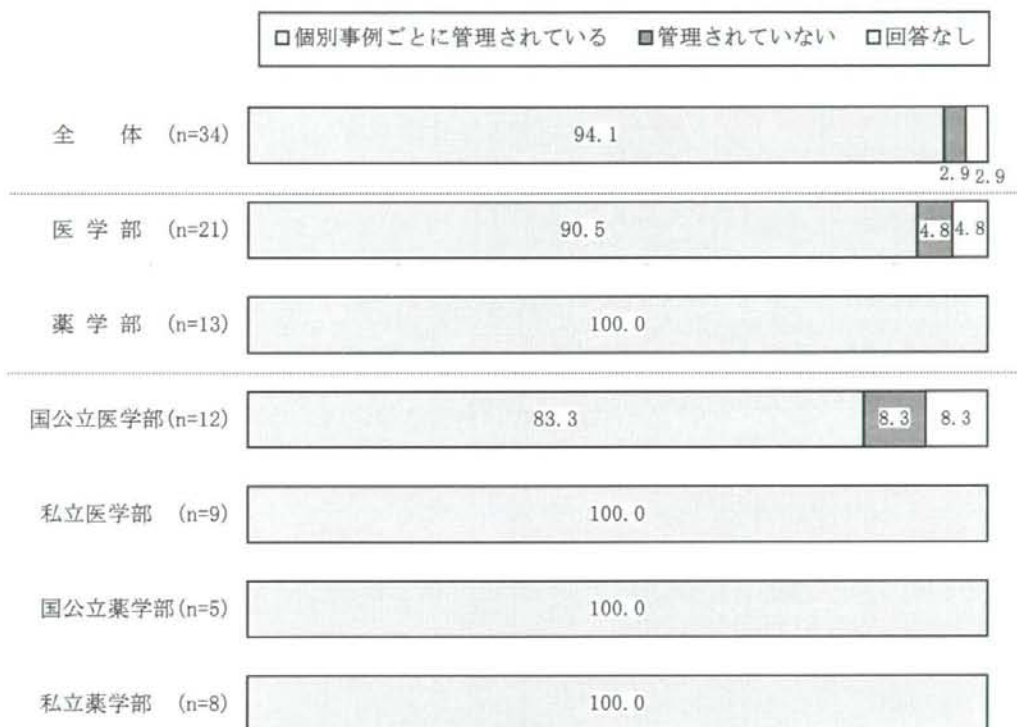 □個別事例ごとに管理されている ■管理されていない □回答なし
全 体 (n=34) 94.1
2.9 2.9
医 学 部 (n=21) 90.5 4.8 4.8
薬 学 部 (n=13) 100.0
国公立医学部(n=12) 83.3 8.3 8.3
私立医学部 (n=9) 100.0
国公立薬学部(n=5) 100.0
私立薬学部 (n=8) 100.0